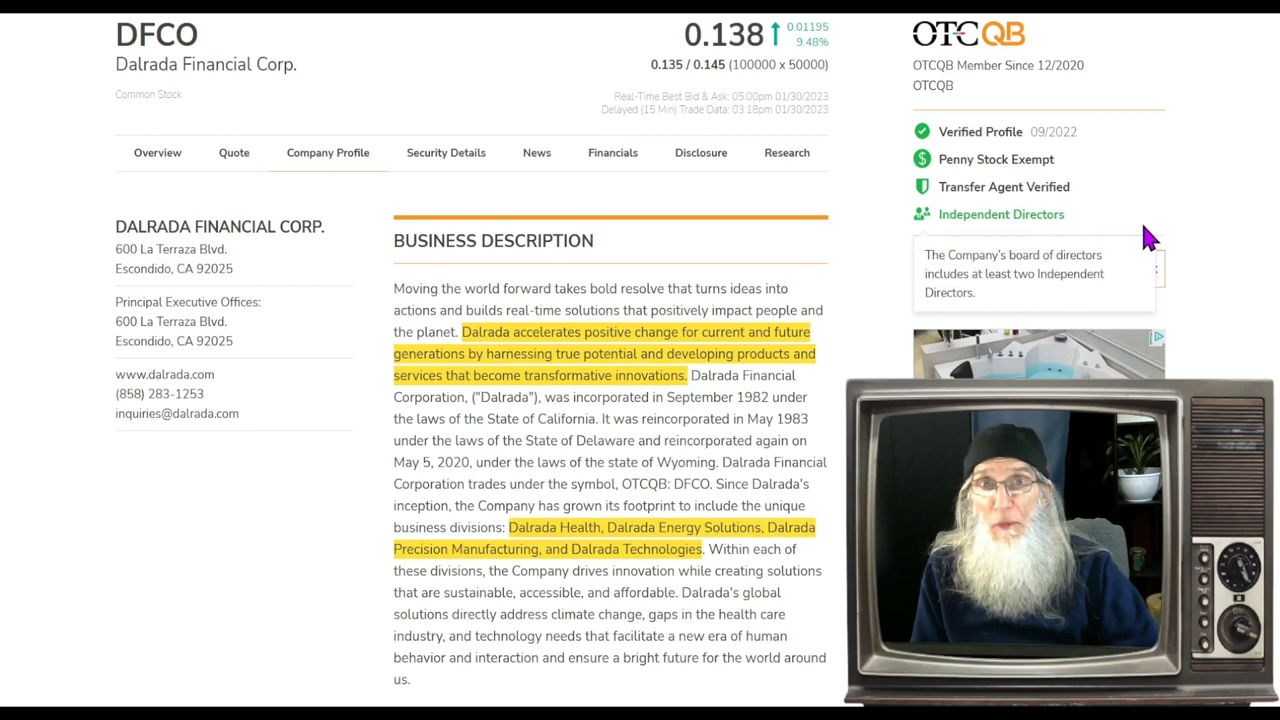 DFCO
Dalrada Financial Corp.
Common Stock
0.138
0.01195
9.48%
0.135 / 0.145 (100000 x 50000)
Real-Time Best Bid & Ask: 05:00pm 01/30/2023
Delayed (15 Min) Trade Data: 03:18pm 01/30/2023
OTCQB
OTCQB Member Since 12/2020
OTCQB
Overview Quote Company Profile Security Details News Financials Disclosure Research
Verified Profile 09/2022
Penny Stock Exempt
Transfer Agent Verified
Independent Directors
The Company's board of directors
includes at least two Independent
Directors.
DALRADA FINANCIAL CORP.
600 La Terraza Blvd.
Escondido, CA 92025
Principal Executive Offices:
600 La Terraza Blvd.
Escondido, CA 92025
www.dalrada.com
(858) 283-1253
inquiries@dalrada.com
BUSINESS DESCRIPTION
Moving the world forward takes bold resolve that turns ideas into
actions and builds real-time solutions that positively impact people and
the planet. Dalrada accelerates positive change for current and future
generations by harnessing true potential and developing products and
services that become transformative innovations. Dalrada Financial
Corporation, ("Dalrada"), was incorporated in September 1982 under
the laws of the State of California. It was reincorporated in May 1983
under the laws of the State of Delaware and reincorporated again on
May 5, 2020, under the laws of the state of Wyoming. Dalrada Financial
Corporation trades under the symbol, OTCQB: DFCO. Since Dalrada's
inception, the Company has grown its footprint to include the unique
business divisions: Dalrada Health, Dalrada Energy Solutions, Dalrada
Precision Manufacturing, and Dalrada Technologies. Within each of
these divisions, the Company drives innovation while creating solutions
that are sustainable, accessible, and affordable. Dalrada's global
solutions directly address climate change, gaps in the health care
industry, and technology needs that facilitate a new era of human
behavior and interaction and ensure a bright future for the world around
us.